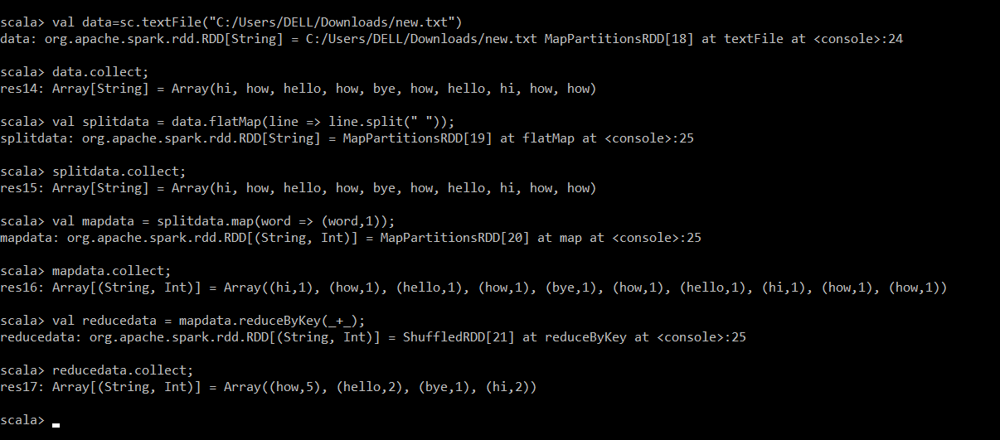 scala> val data=sc.textFile("C:/Users/DELL/Downloads/new.txt")
data: org.apache.spark.rdd.RDD[String] = C:/Users/DELL/Downloads/new.txt MapPartitionsRDD[18] at textFile at <console>:24
scala> data.collect;
res14: Array[String] = Array(hi, how, hello, how, bye, how, hello, hi, how, how)
scala> val splitdata = data.flatMap(line => line.split(" "));
splitdata: org.apache.spark.rdd.RDD[String] = MapPartitionsRDD[19] at flatMap at <console>:25
scala> splitdata.collect;
res15: Array[String] = Array(hi, how, hello, how, bye, how, hello, hi, how, how)
scala> val mapdata = splitdata.map(word => (word,1));
mapdata: org.apache.spark.rdd.RDD[(String, Int)] = MapPartitionsRDD[20] at map at <console>:25
scala> mapdata.collect;
res16: Array[(String, Int)] = Array((hi,1), (how,1), (hello,1), (how,1), (bye,1), (how,1), (hello,1), (hi,1), (how,1), (how,1))
scala> val reducedata = mapdata.reduceByKey(_+_);
reducedata: org.apache.spark.rdd.RDD[(String, Int)] = ShuffledRDD[21] at reduceByKey at <console>:25
scala> reducedata.collect;
res17: Array[(String, Int)] = Array((how,5), (hello,2), (bye,1), (hi,2))
scala>